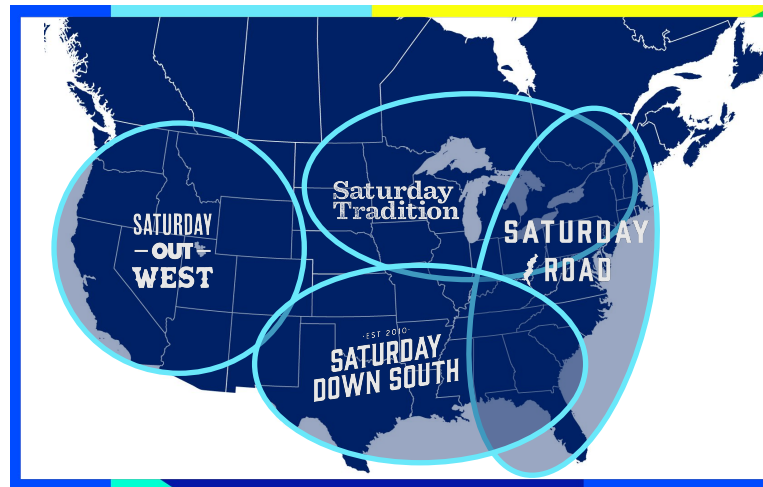 SATURDAY
OUT
WEST
Saturday
Tradition
SATURDAY
ROAD
·EST 2010·
SATURDAY
DOWN SOUTH